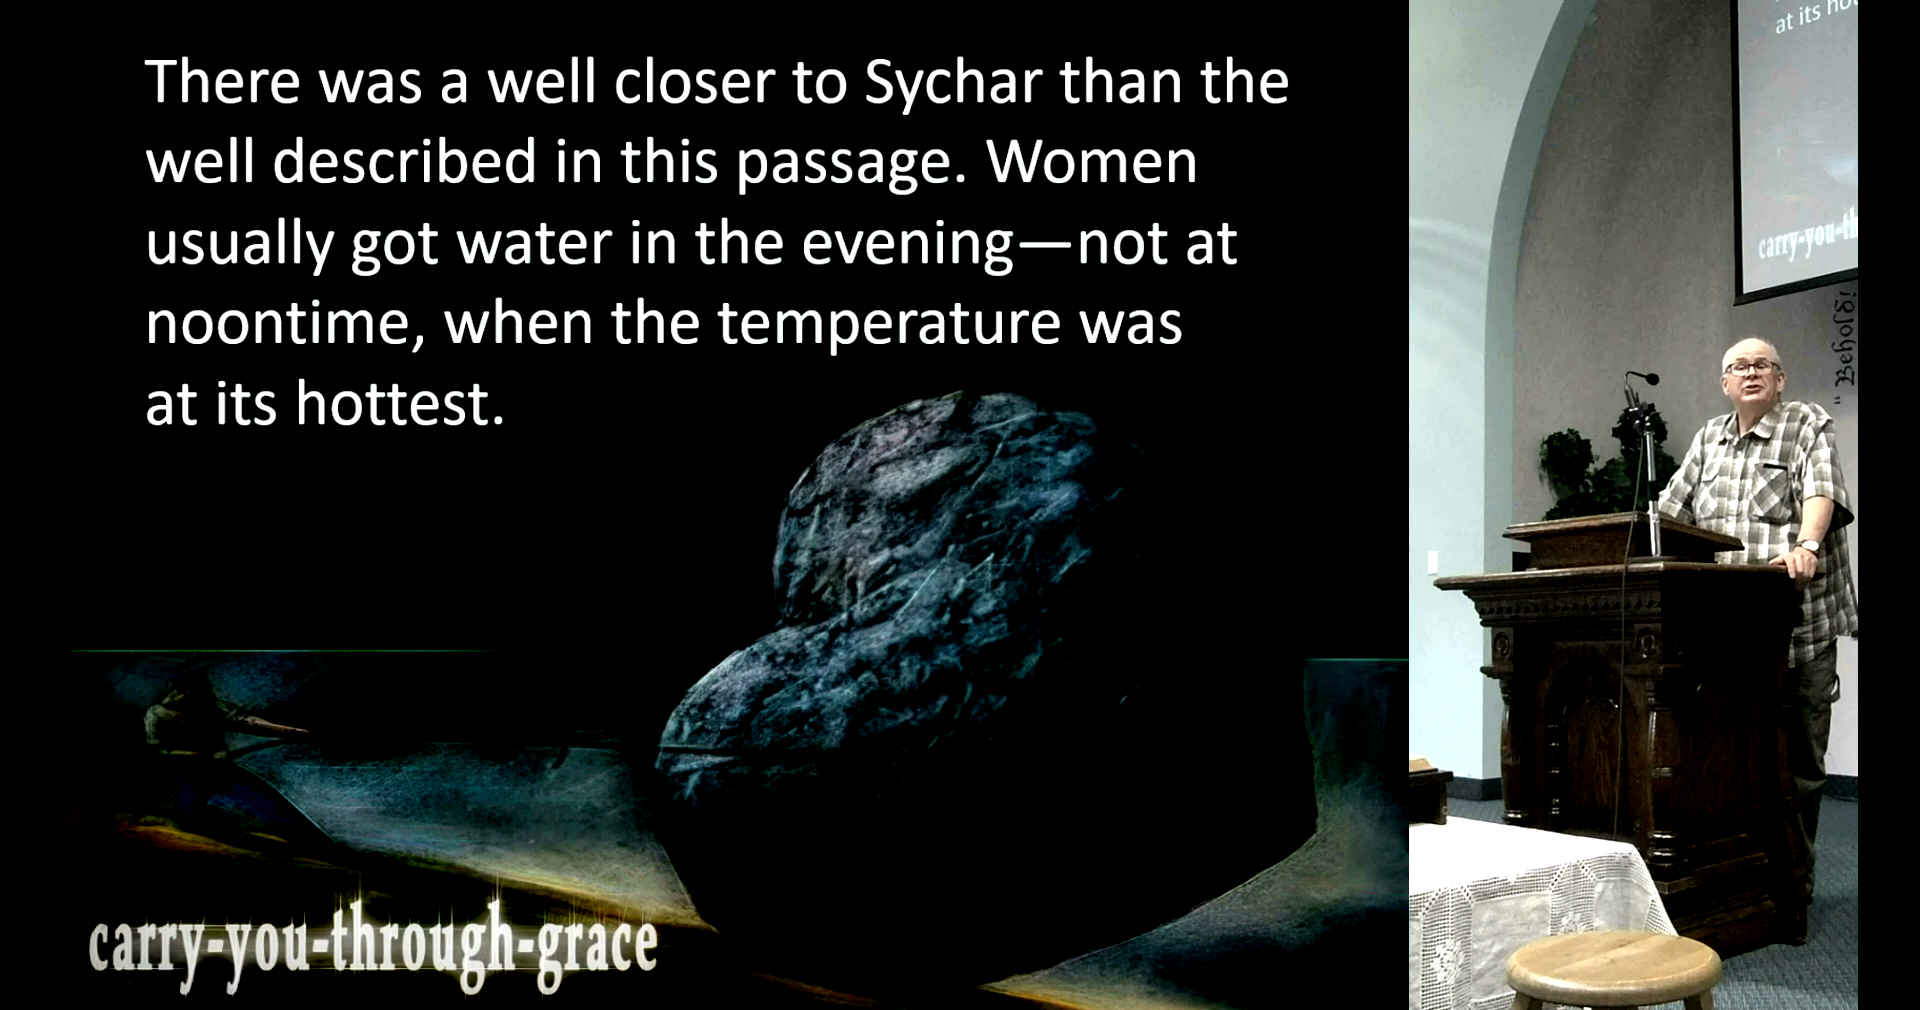 There was a well closer to Sychar than the
well described in this passage. Women
usually got water in the evening—not at
noontime, when the temperature was
at its hottest.
carry-you-through-grace
at its
carry-you-th
"Behold!